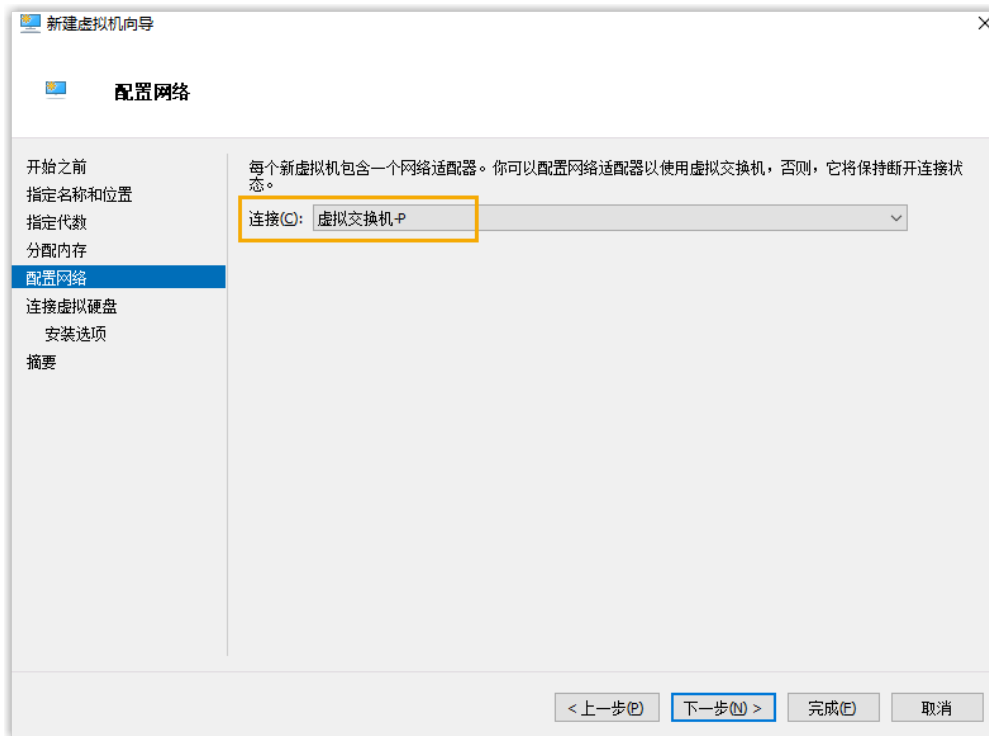 新建虚拟机向导
配置网络
开始之前
指定名称和位置
指定代数
分配内存
配置网络
连接虚拟硬盘
安装选项
摘要
每个新虚拟机包含一个网络适配器。你可以配置网络适配器以使用虚拟交换机，否则，它将保持断开连接状
态。
连接(C): 虚拟交换机-P
< 上一步(P) 下一步(N) > 完成(F) 取消